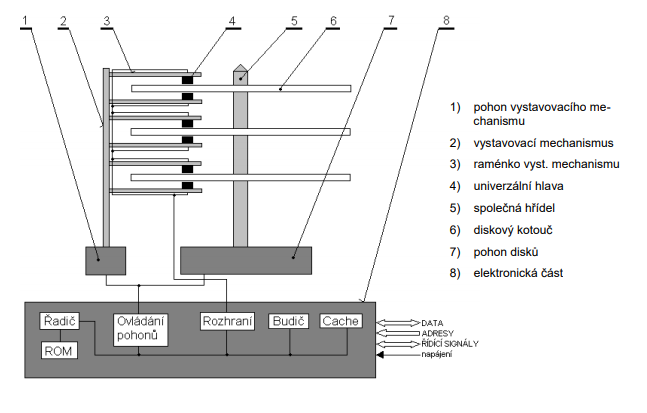 1 2 3 4 5 6 7 8
1) pohon vystavovacího me-
chanismu
2) vystavovací mechanismus
3) raménko vyst. mechanismu
4) univerzální hlava
5) společná hřídel
6) diskový kotouč
7) pohon disků
8) elektronická část
Řadič
ROM
Ovládání
pohonů
Rozhraní
Budič
Cache
DATA
ADRESY
ŘÍDÍCÍ SIGNÁLY
napájení